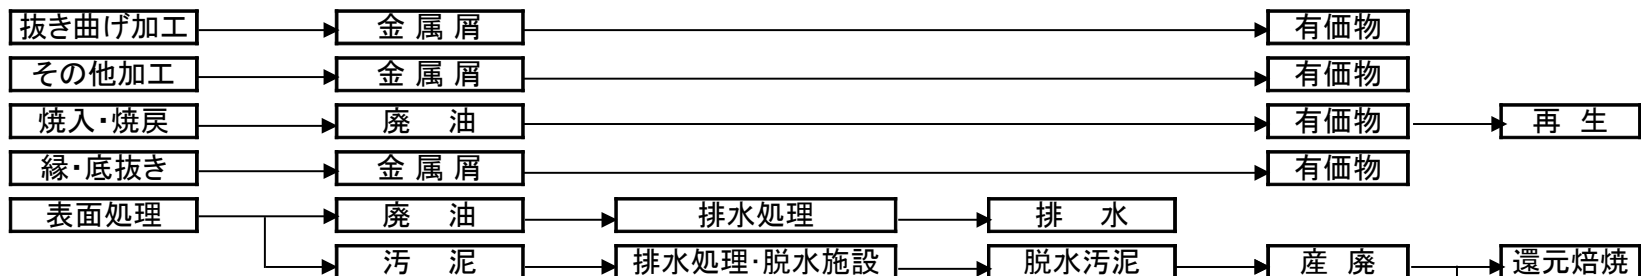 抜き曲げ加工 金属屑 有価物
その他加工 金属屑 有価物
焼入・焼戻 廃油 有価物 再生
縁・底抜き 金属屑 有価物
表面処理 廃油 排水処理 排水
汚泥 排水処理・脱水施設 脱水汚泥 産廃 還元焙焼